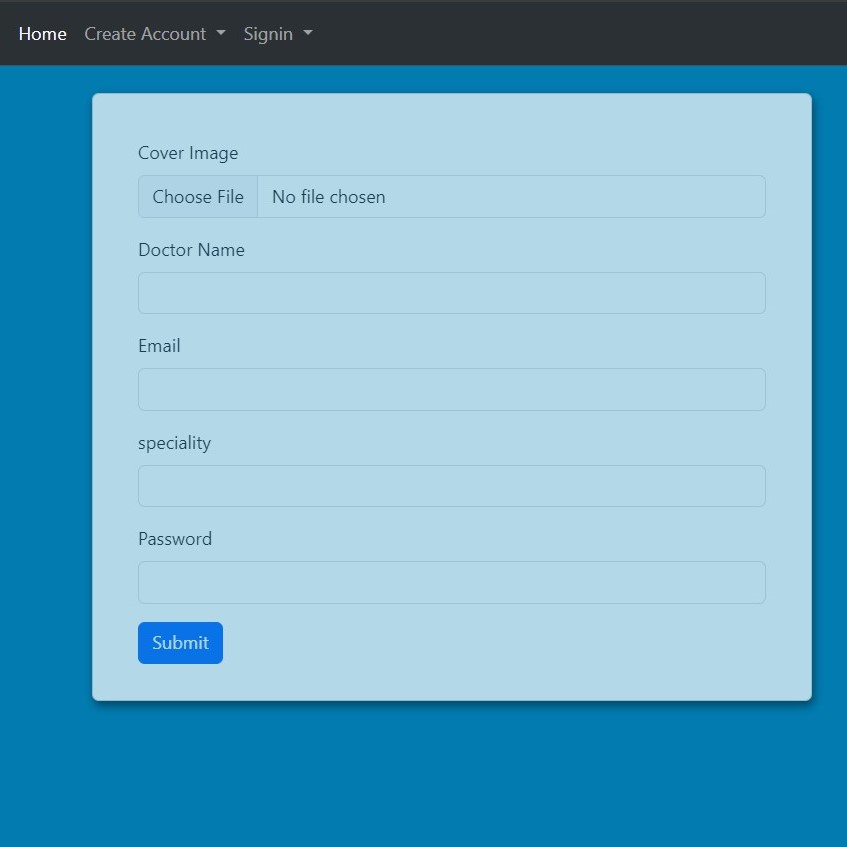 Home Create Account Signin
Cover Image
Choose File No file chosen
Doctor Name
Email
speciality
Password
Submit